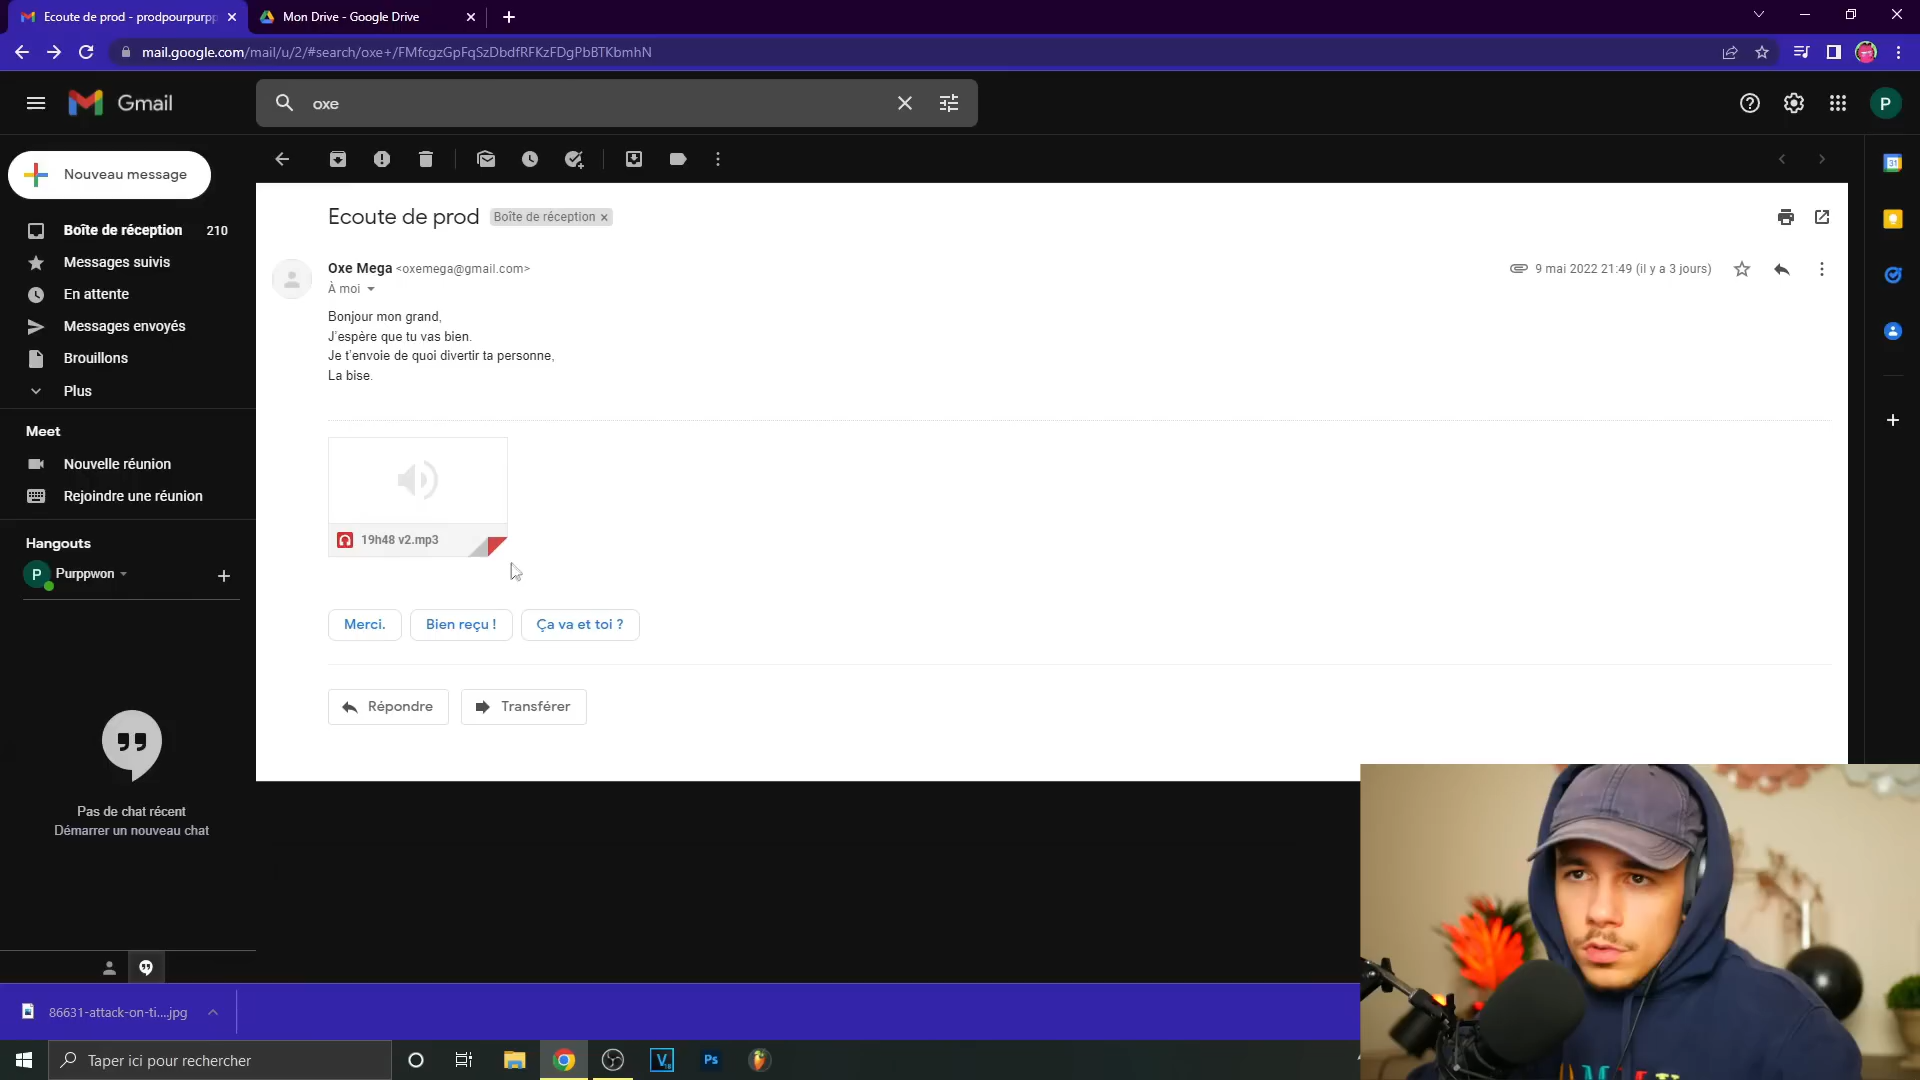 Ecoute de prod - prodpourpurpp
Mon Drive - Google Drive
mail.google.com/mail/u/2/#search/oxe+/FMfcgzGpFqSzDbdfRFKzFDgPbBTKbmhN
Gmail
oxe
P
Nouveau message
Boîte de réception 210
Messages suivis
En attente
Messages envoyés
Brouillons
Plus
Meet
Nouvelle réunion
Rejoindre une réunion
Hangouts
P Purppwon
Pas de chat récent
Démarrer un nouveau chat
Ecoute de prod Boîte de réception x
Oxe Mega <oxemega@gmail.com>
9 mai 2022 21:49 (il y a 3 jours)
À moi
Bonjour mon grand,
J'espère que tu vas bien.
Je t'envoie de quoi divertir ta personne,
La bise.
19h48 v2.mp3
Merci.
Bien reçu !
Ça va et toi ?
Répondre
Transférer
31
86631-attack-on-ti....jpg
Taper ici pour rechercher
Ps